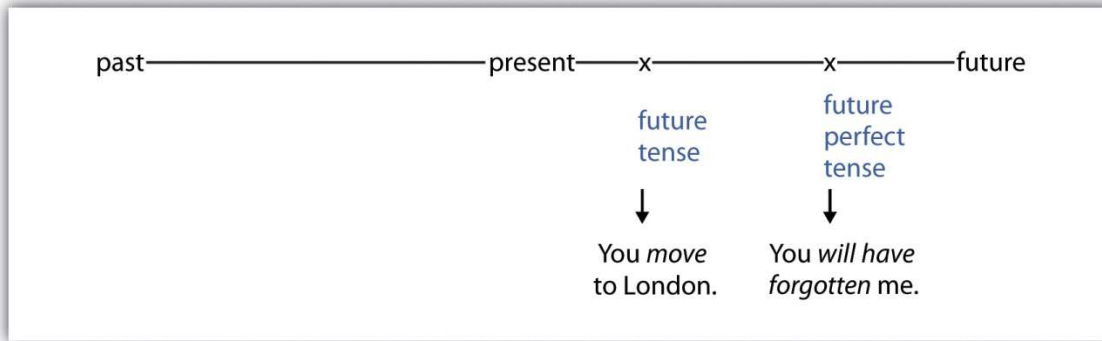 past present x x future
future tense
future perfect tense
You move to London.
You will have forgotten me.